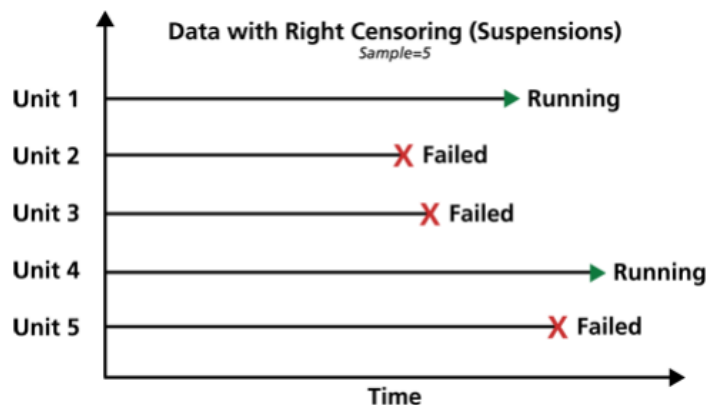 Data with Right Censoring (Suspensions)
Sample=5
Unit 1 Running
Unit 2 X Failed
Unit 3 X Failed
Unit 4 Running
Unit 5 X Failed
Time